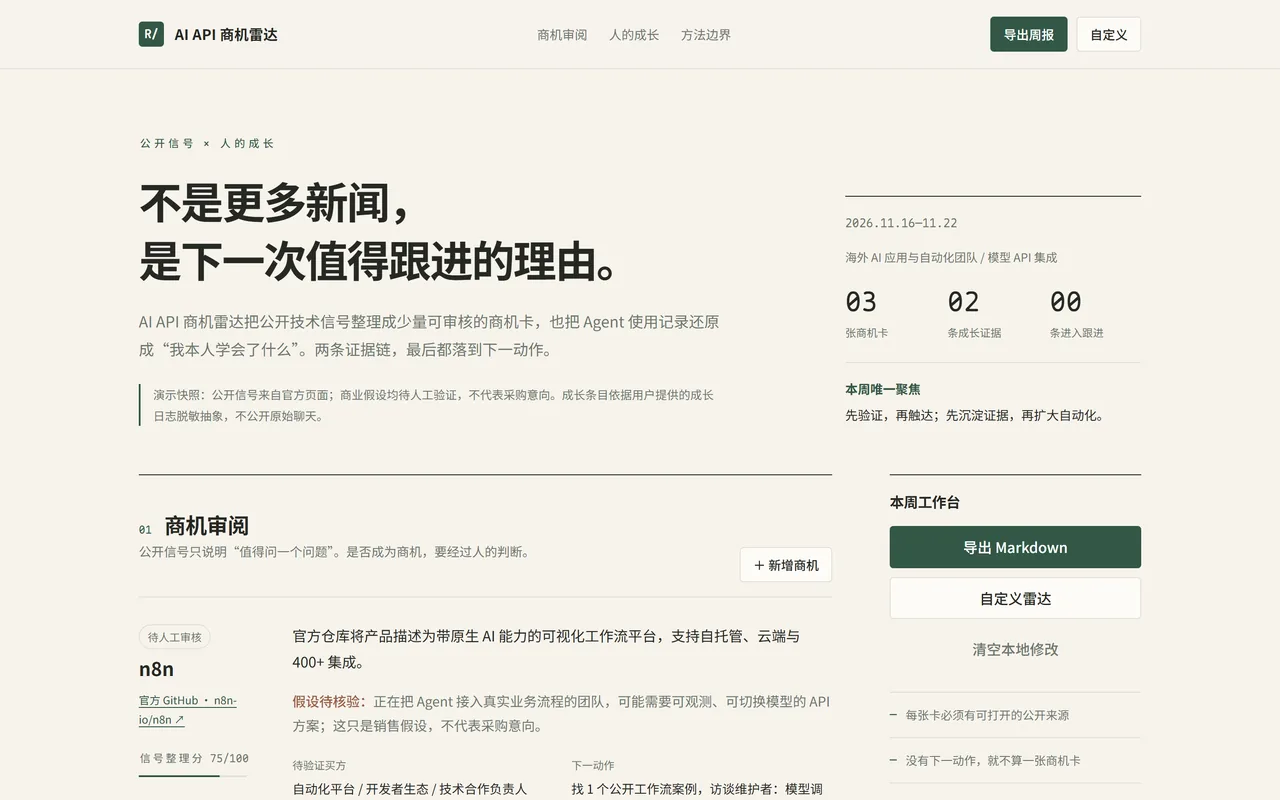 R/ AI API 商机雷达
商机审阅 人的成长 方法边界
导出周报 自定义
公开信号 × 人的成长
不是更多新闻，
是下一次值得跟进的理由。
AI API 商机雷达把公开技术信号整理成少量可审核的商机卡，也把 Agent 使用记录还原
成“我本人学会了什么”。两条证据链，最后都落到下一动作。
演示快照：公开信号来自官方页面；商业假设均待人工验证，不代表采购意向。成长条目依据用户提供的成长
日志脱敏抽象，不公开原始聊天。
2026.11.16—11.22
海外 AI 应用与自动化团队 / 模型 API 集成
03 02 00
张商机卡 条成长证据 条进入跟进
本周唯一聚焦
先验证，再触达；先沉淀证据，再扩大自动化。
01 商机审阅
公开信号只说明“值得问一个问题”。是否成为商机，要经过人的判断。
＋ 新增商机
待人工审核
n8n
官方 GitHub · n8n-
io/n8n ↗
信号整理分 75/100
官方仓库将产品描述为带原生 AI 能力的可视化工作流平台，支持自托管、云端与
400+ 集成。
假设待核验：正在把 Agent 接入真实业务流程的团队，可能需要可观测、可切换模型的 API
方案；这只是销售假设，不代表采购意向。
待验证买方
自动化平台 / 开发者生态 / 技术合作负责人
下一动作
找 1 个公开工作流案例，访谈维护者：模型调
本周工作台
导出 Markdown
自定义雷达
清空本地修改
— 每张卡必须有可打开的公开来源
— 没有下一动作，就不算一张商机卡